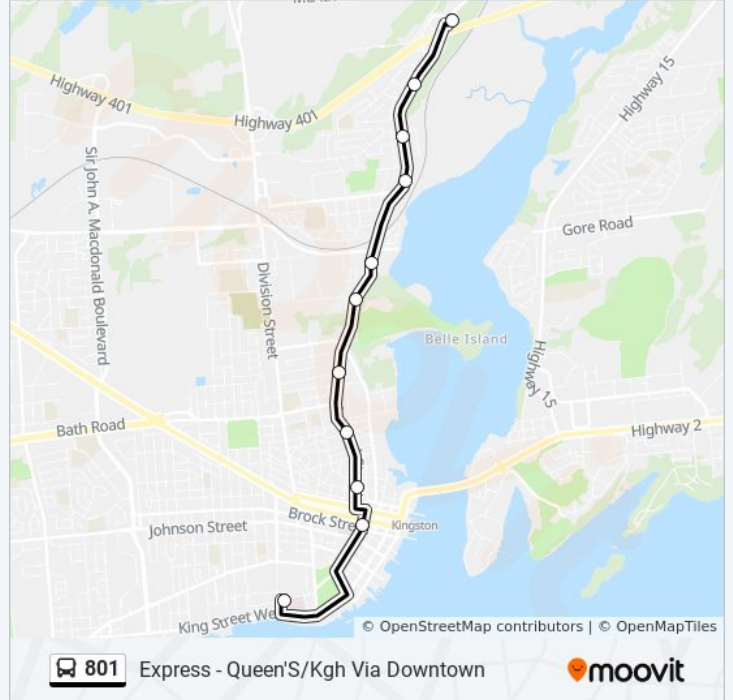 Highway 401
Highway 401
Highway 15
Sir John A. Macdonald Boulevard
Gore Road
Division Street
Belle Island
Highway 15
Bath Road
Highway 2
Brock Stre
Kingston
Johnson Street
King Street We
© OpenStreetMap contributors | © OpenMapTiles
801 Express - Queen'S/Kgh Via Downtown
moovit